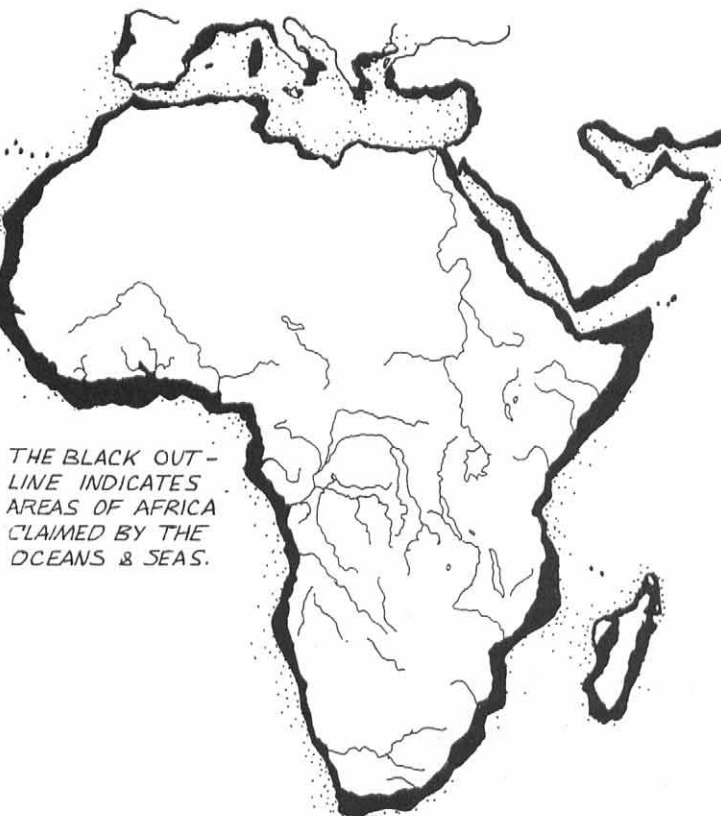 THE BLACK OUT-
LINE INDICATES
AREAS OF AFRICA
CLAIMED BY THE
OCEANS & SEAS.